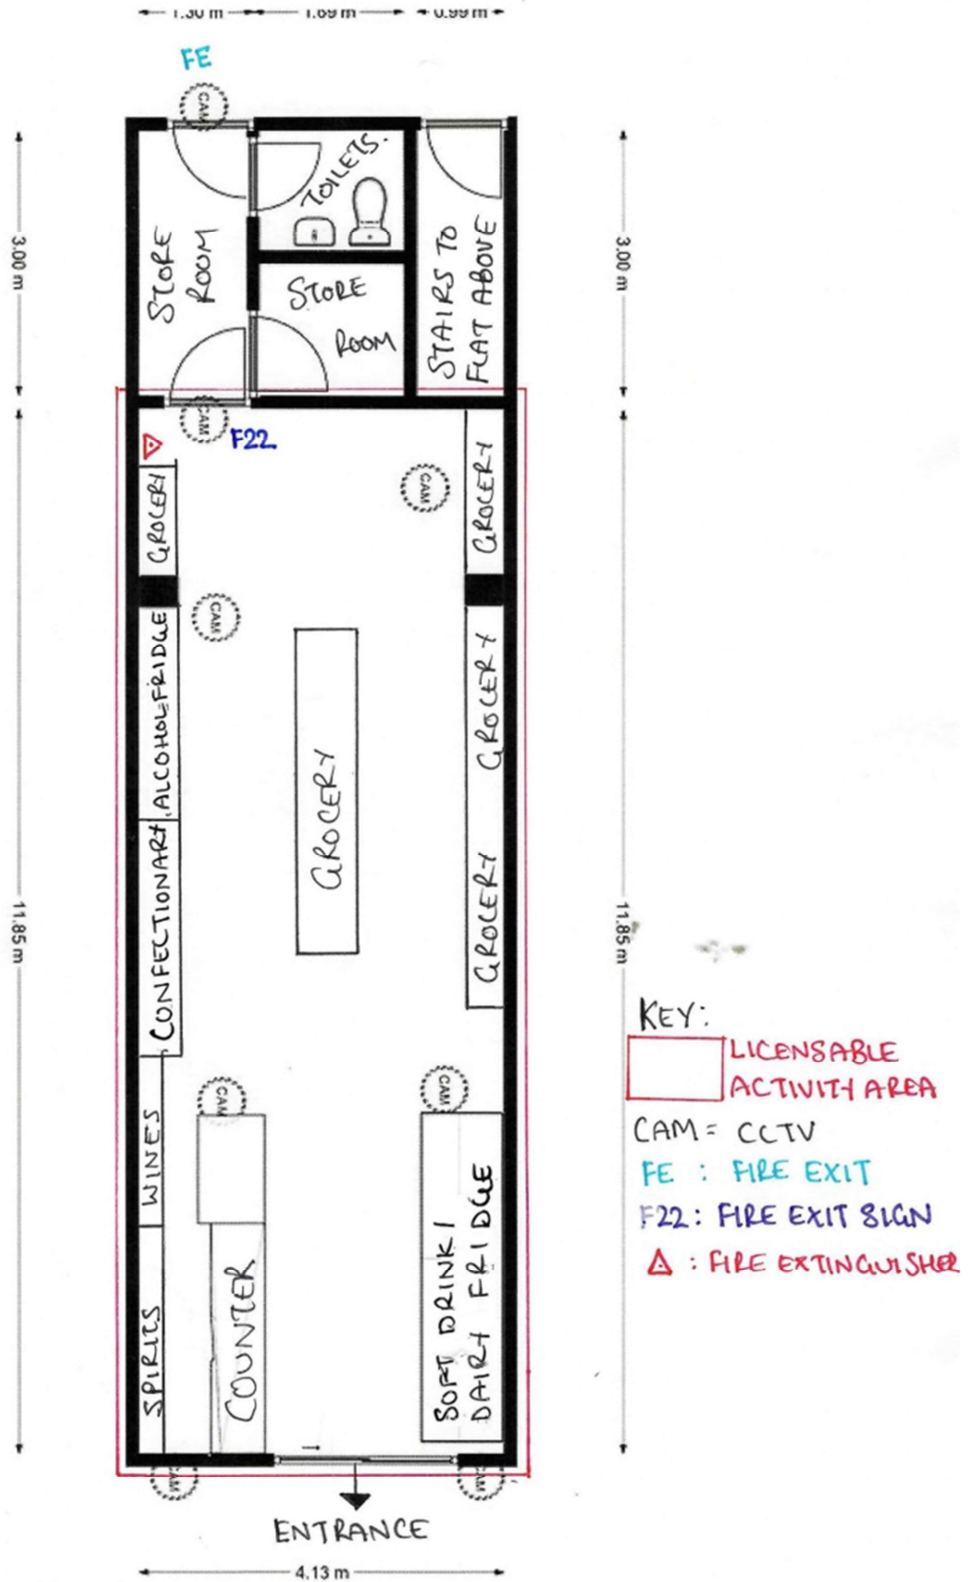 1.30 m
1.69 m
0.99 m
FE
CAM
TOILETS.
STORE
ROOM
STORE
ROOM
STAIRS TO
FLAT ABOVE
3.00 m
3.00 m
CAM
F22
CAM
GROCERY
GROCERY
CAM
ALCOHOL FRIDGE
GROCERY
GROCERY
CONFECTIONARY
GROCERY
11.85 m
11.85 m
CAM
CAM
WINES
SPIRITS
COUNTER
SOFT DRINK/
DAIRY FRIDGE
CAM
CAM
ENTRANCE
4.13 m
KEY:
LICENSABLE
ACTIVITY AREA
CAM = CCTV
FE : FIRE EXIT
F22 : FIRE EXIT SIGN
: FIRE EXTINGUISHER